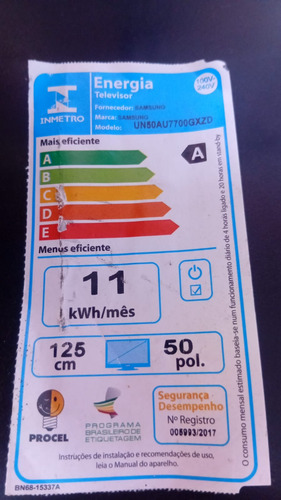 INMETRO
Energia
Televisor
Fornecedor: SAMSUNG
Marca: SAMSUNG
Modelo: UN50AU7700GXZD
100V-
240V
Mais eficiente
A
B
C
D
E
A
Menos eficiente
11
kWh/mês
125
cm
50
pol.
O consumo mensal estimado baseia-se num funcionamento diário de 4 horas ligado e 20 horas em stand-by
PROCEL
PROGRAMA
BRASILEIRO DE
ETIQUETAGEM
Segurança
Desempenho
Nº Registro
006993/2017
Instruções de instalação e recomendações de uso,
leia o Manual do aparelho.
BN68-15337A